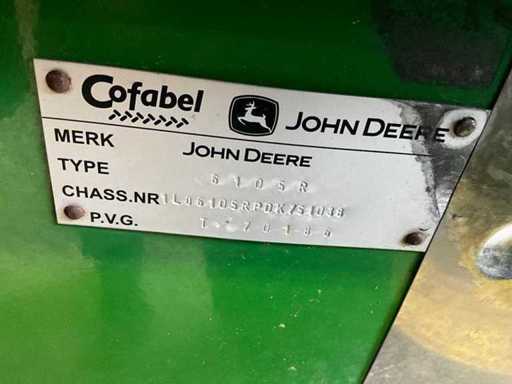 Cofabel JOHN DEERE
MERK JOHN DEERE
TYPE 6105R
CHASS.NR
P.V.G.